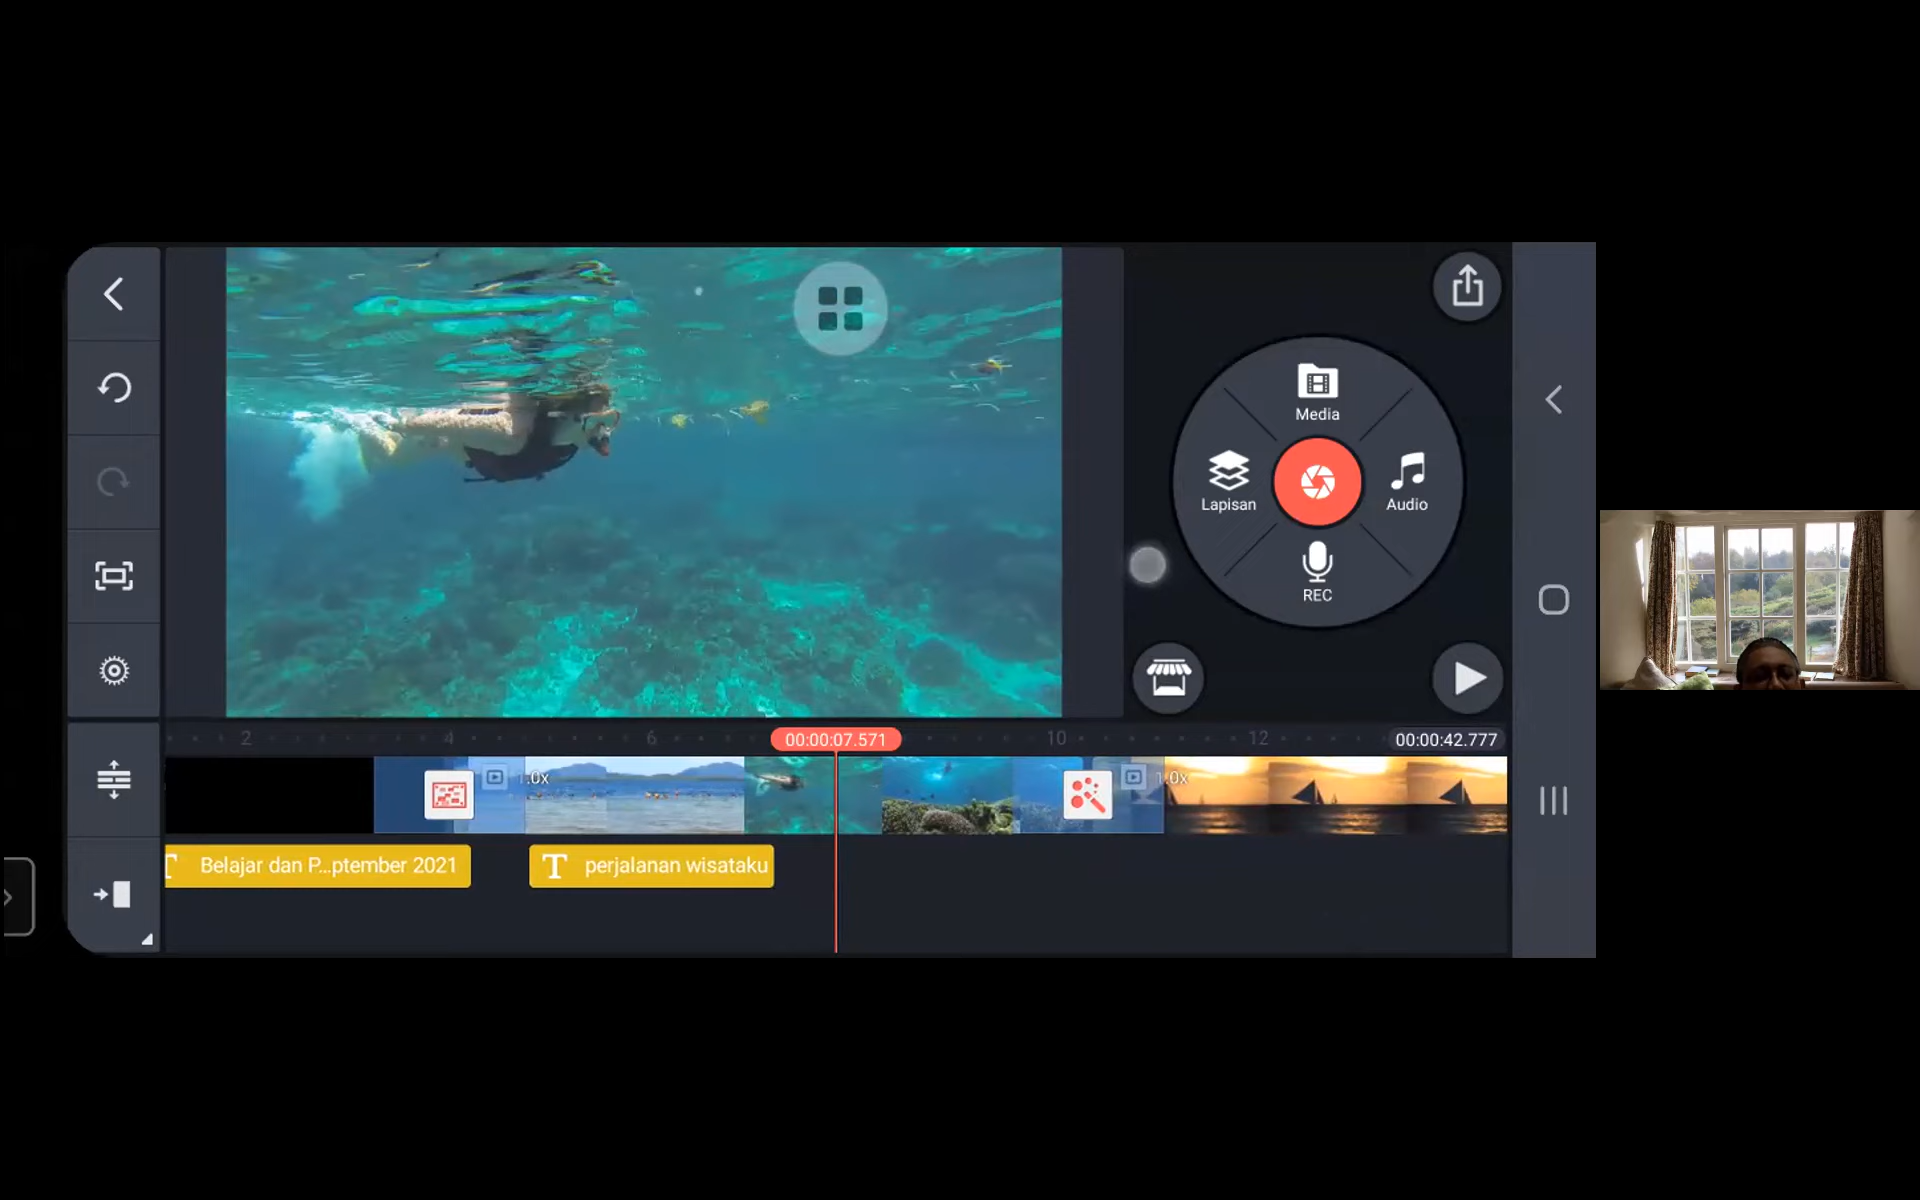 Media
Lapisan
Audio
REC
2
4
6
00:00:07.571
10
12
00:00:42.777
1.0x
1.0x
Belajar dan P...ptember 2021
T perjalanan wisataku